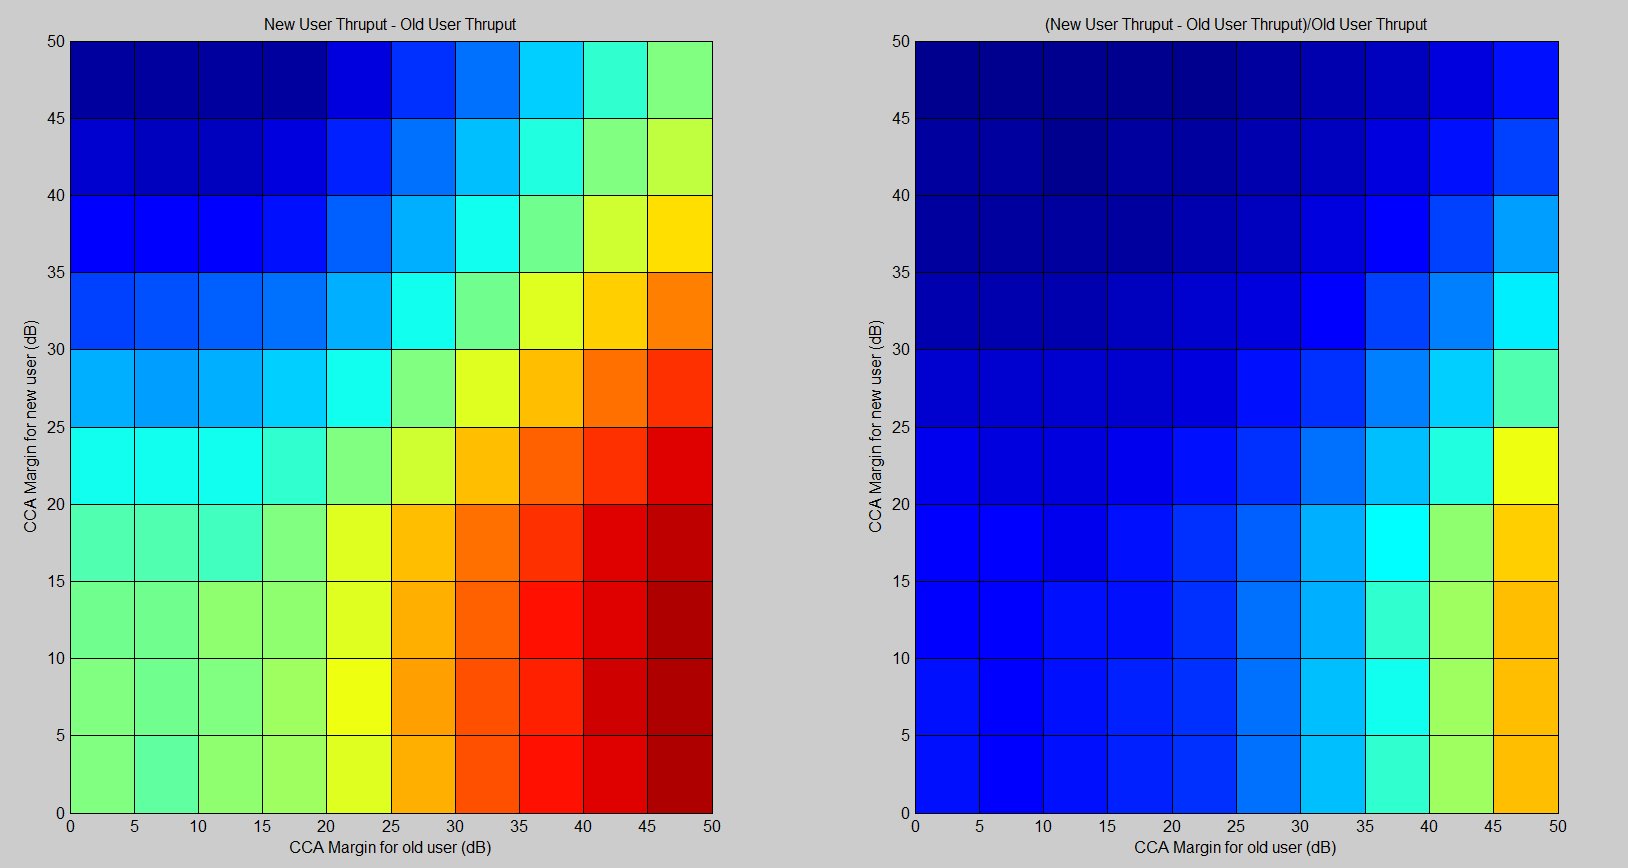 New User Thruput - Old User Thruput
50
45
40
35
30
25
20
15
10
5
0
CCA Margin for new user (dB)
0 5 10 15 20 25 30 35 40 45 50
CCA Margin for old user (dB)
(New User Thruput - Old User Thruput)/Old User Thruput
50
45
40
35
30
25
20
15
10
5
0
CCA Margin for new user (dB)
0 5 10 15 20 25 30 35 40 45 50
CCA Margin for old user (dB)